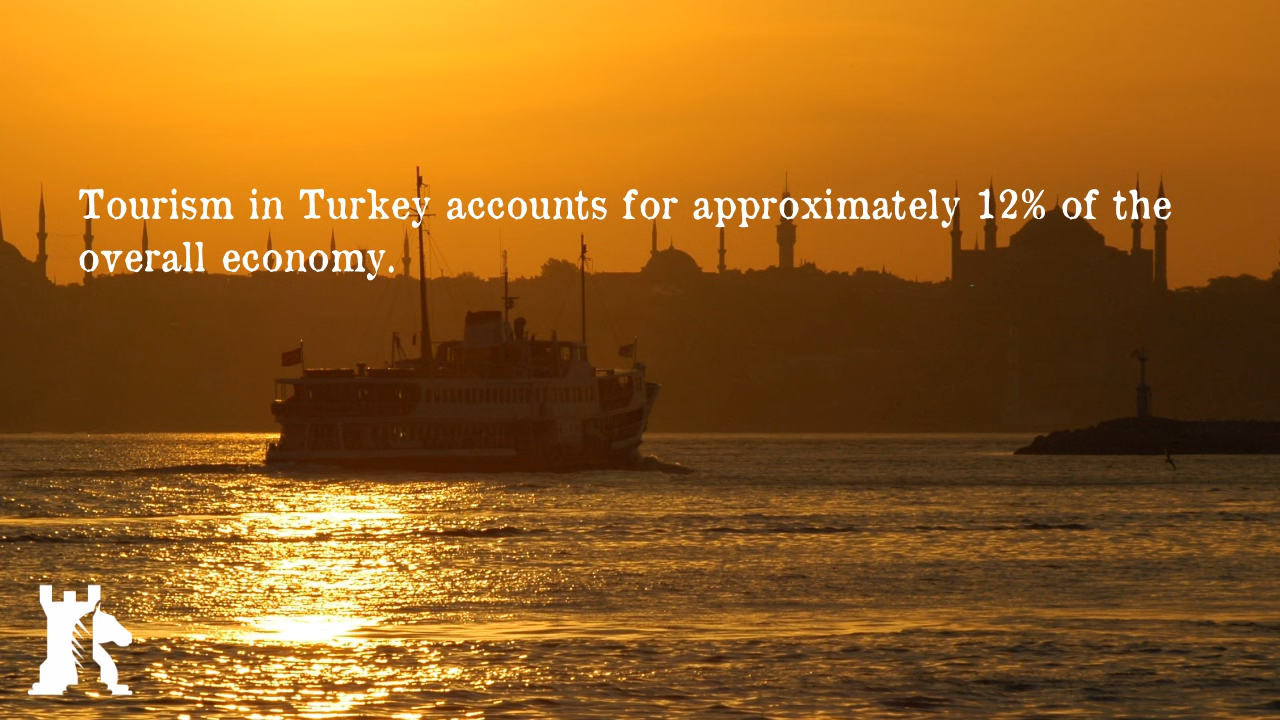 Tourism in Turkey accounts for approximately 12% of the
overall economy.